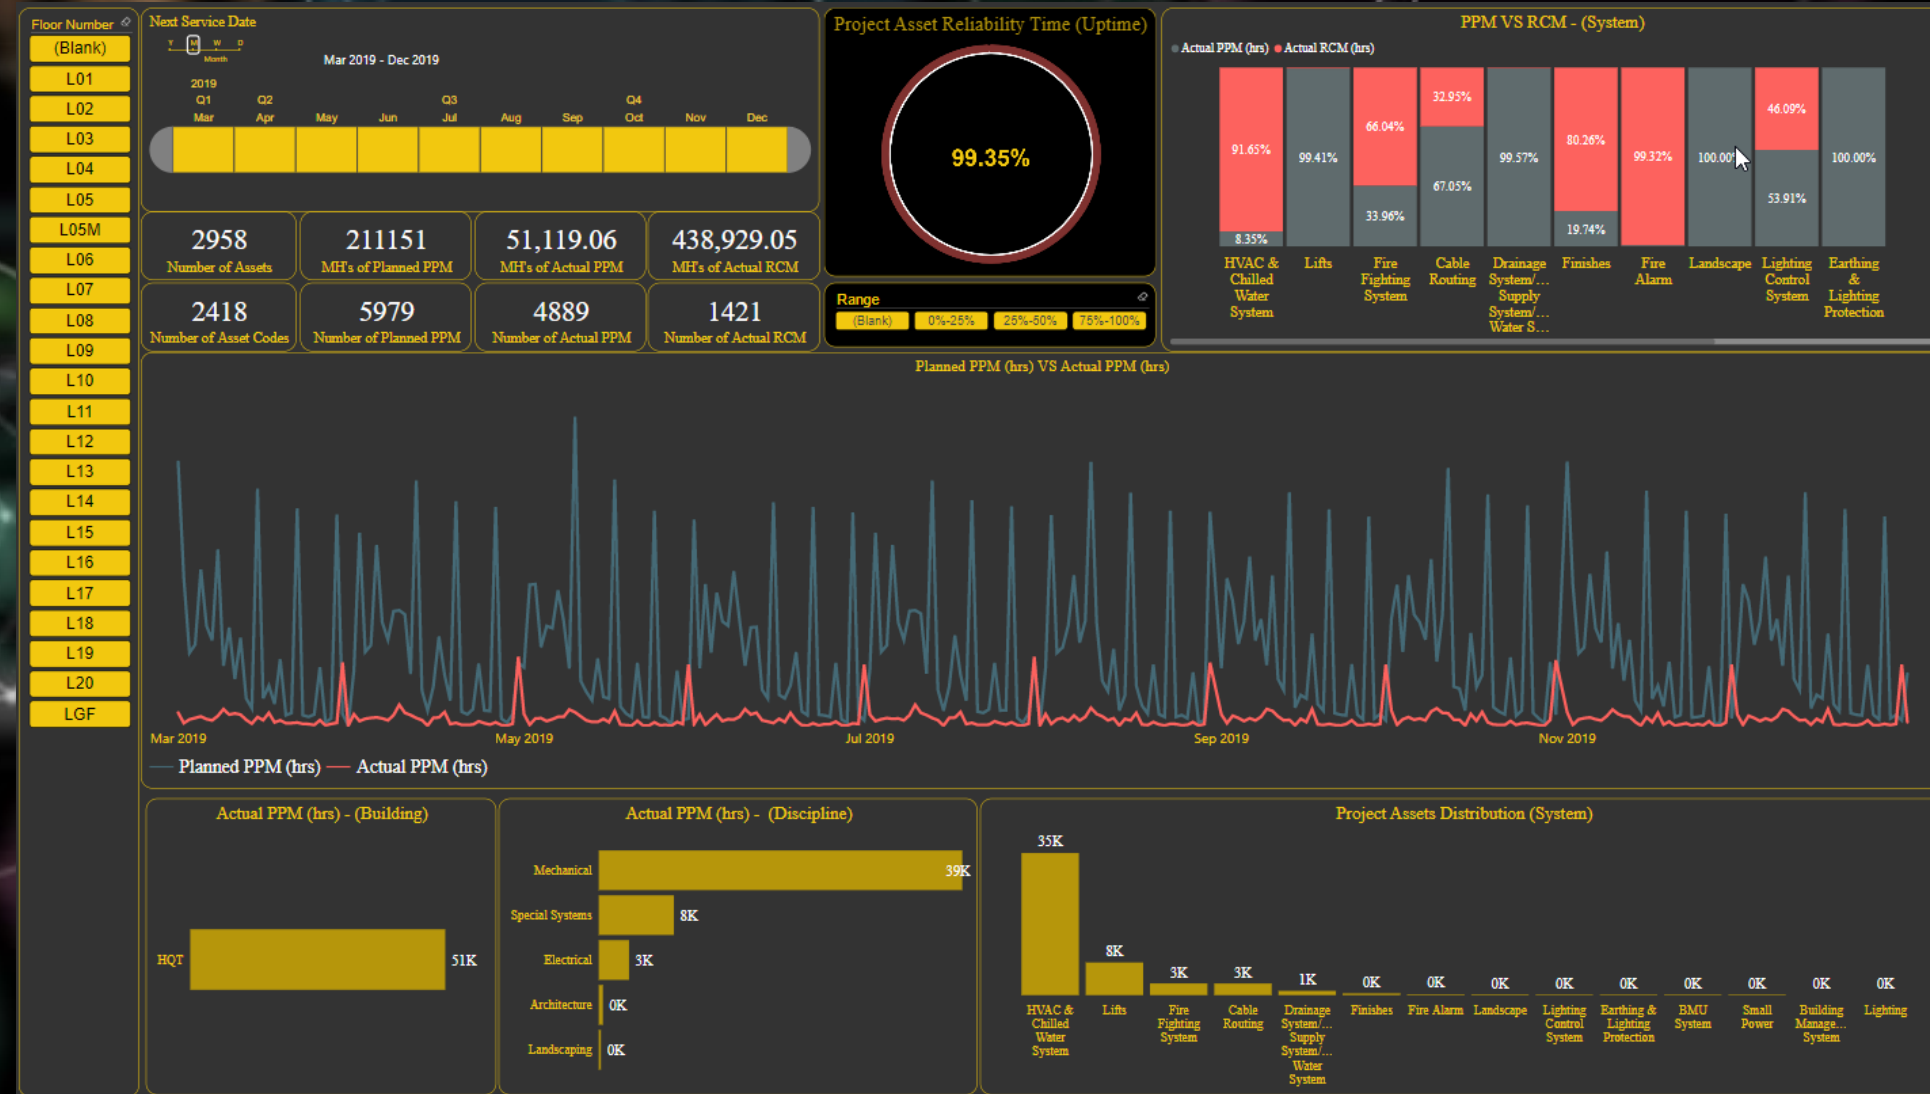 Floor Number
(Blank)
L01
L02
L03
L04
L05
L05M
L06
L07
L08
L09
L10
L11
L12
L13
L14
L15
L16
L17
L18
L19
L20
LGF
Next Service Date
Y M W D
Month
Mar 2019 - Dec 2019
2019
Q1 Q2 Q3 Q4
Mar Apr May Jun Jul Aug Sep Oct Nov Dec
2958
Number of Assets
211151
MH's of Planned PPM
51,119.06
MH's of Actual PPM
438,929.05
MH's of Actual RCM
2418
Number of Asset Codes
5979
Number of Planned PPM
4889
Number of Actual PPM
1421
Number of Actual RCM
Project Asset Reliability Time (Uptime)
99.35%
Range
(Blank) 0%-25% 25%-50% 75%-100%
PPM VS RCM - (System)
Actual PPM (hrs) Actual RCM (hrs)
91.65%
8.35%
99.41%
66.04%
33.96%
32.95%
67.05%
99.57%
80.26%
19.74%
99.32%
100.00%
46.09%
53.91%
100.00%
HVAC &
Chilled
Water
System
Lifts
Fire
Fighting
System
Cable
Routing
Drainage
System/...
Supply
System/...
Water S...
Finishes
Fire
Alarm
Landscape
Lighting
Control
System
Earthing
&
Lighting
Protection
Planned PPM (hrs) VS Actual PPM (hrs)
Mar 2019 May 2019 Jul 2019 Sep 2019 Nov 2019
Planned PPM (hrs) Actual PPM (hrs)
Actual PPM (hrs) - (Building)
HQT 51K
Actual PPM (hrs) - (Discipline)
Mechanical 39K
Special Systems 8K
Electrical 3K
Architecture 0K
Landscaping 0K
Project Assets Distribution (System)
35K
8K
3K
3K
1K
0K
0K
0K
0K
0K
0K
0K
0K
0K
HVAC &
Chilled
Water
System
Lifts
Fire
Fighting
System
Cable
Routing
Drainage
System/...
Supply
System/...
Water
System
Finishes
Fire Alarm
Landscape
Lighting
Control
System
Earthing &
Lighting
Protection
BMU
System
Small
Power
Building
Manage...
System
Lighting